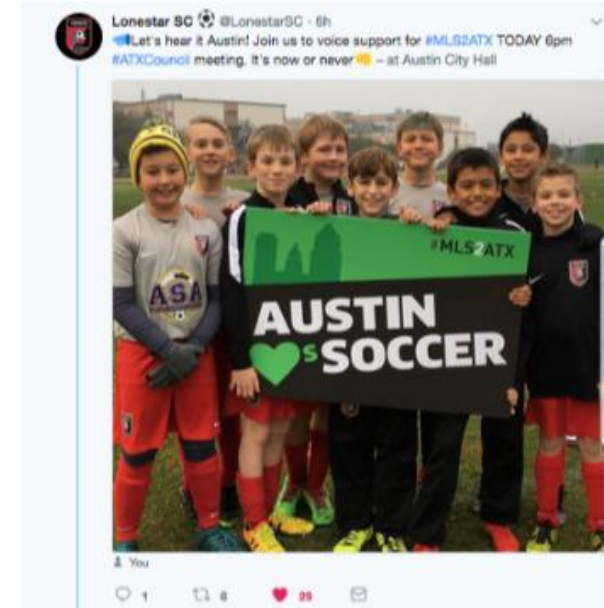 Lonestar SC ⚽ @LonestarSC · 6h
📣Let's hear it Austin! Join us to voice support for #MLS2ATX TODAY 6pm
#ATXCouncil meeting. It's now or never👊 – at Austin City Hall
#MLS2ATX
ASA
AUSTIN
💚s SOCCER
You
1 6 29